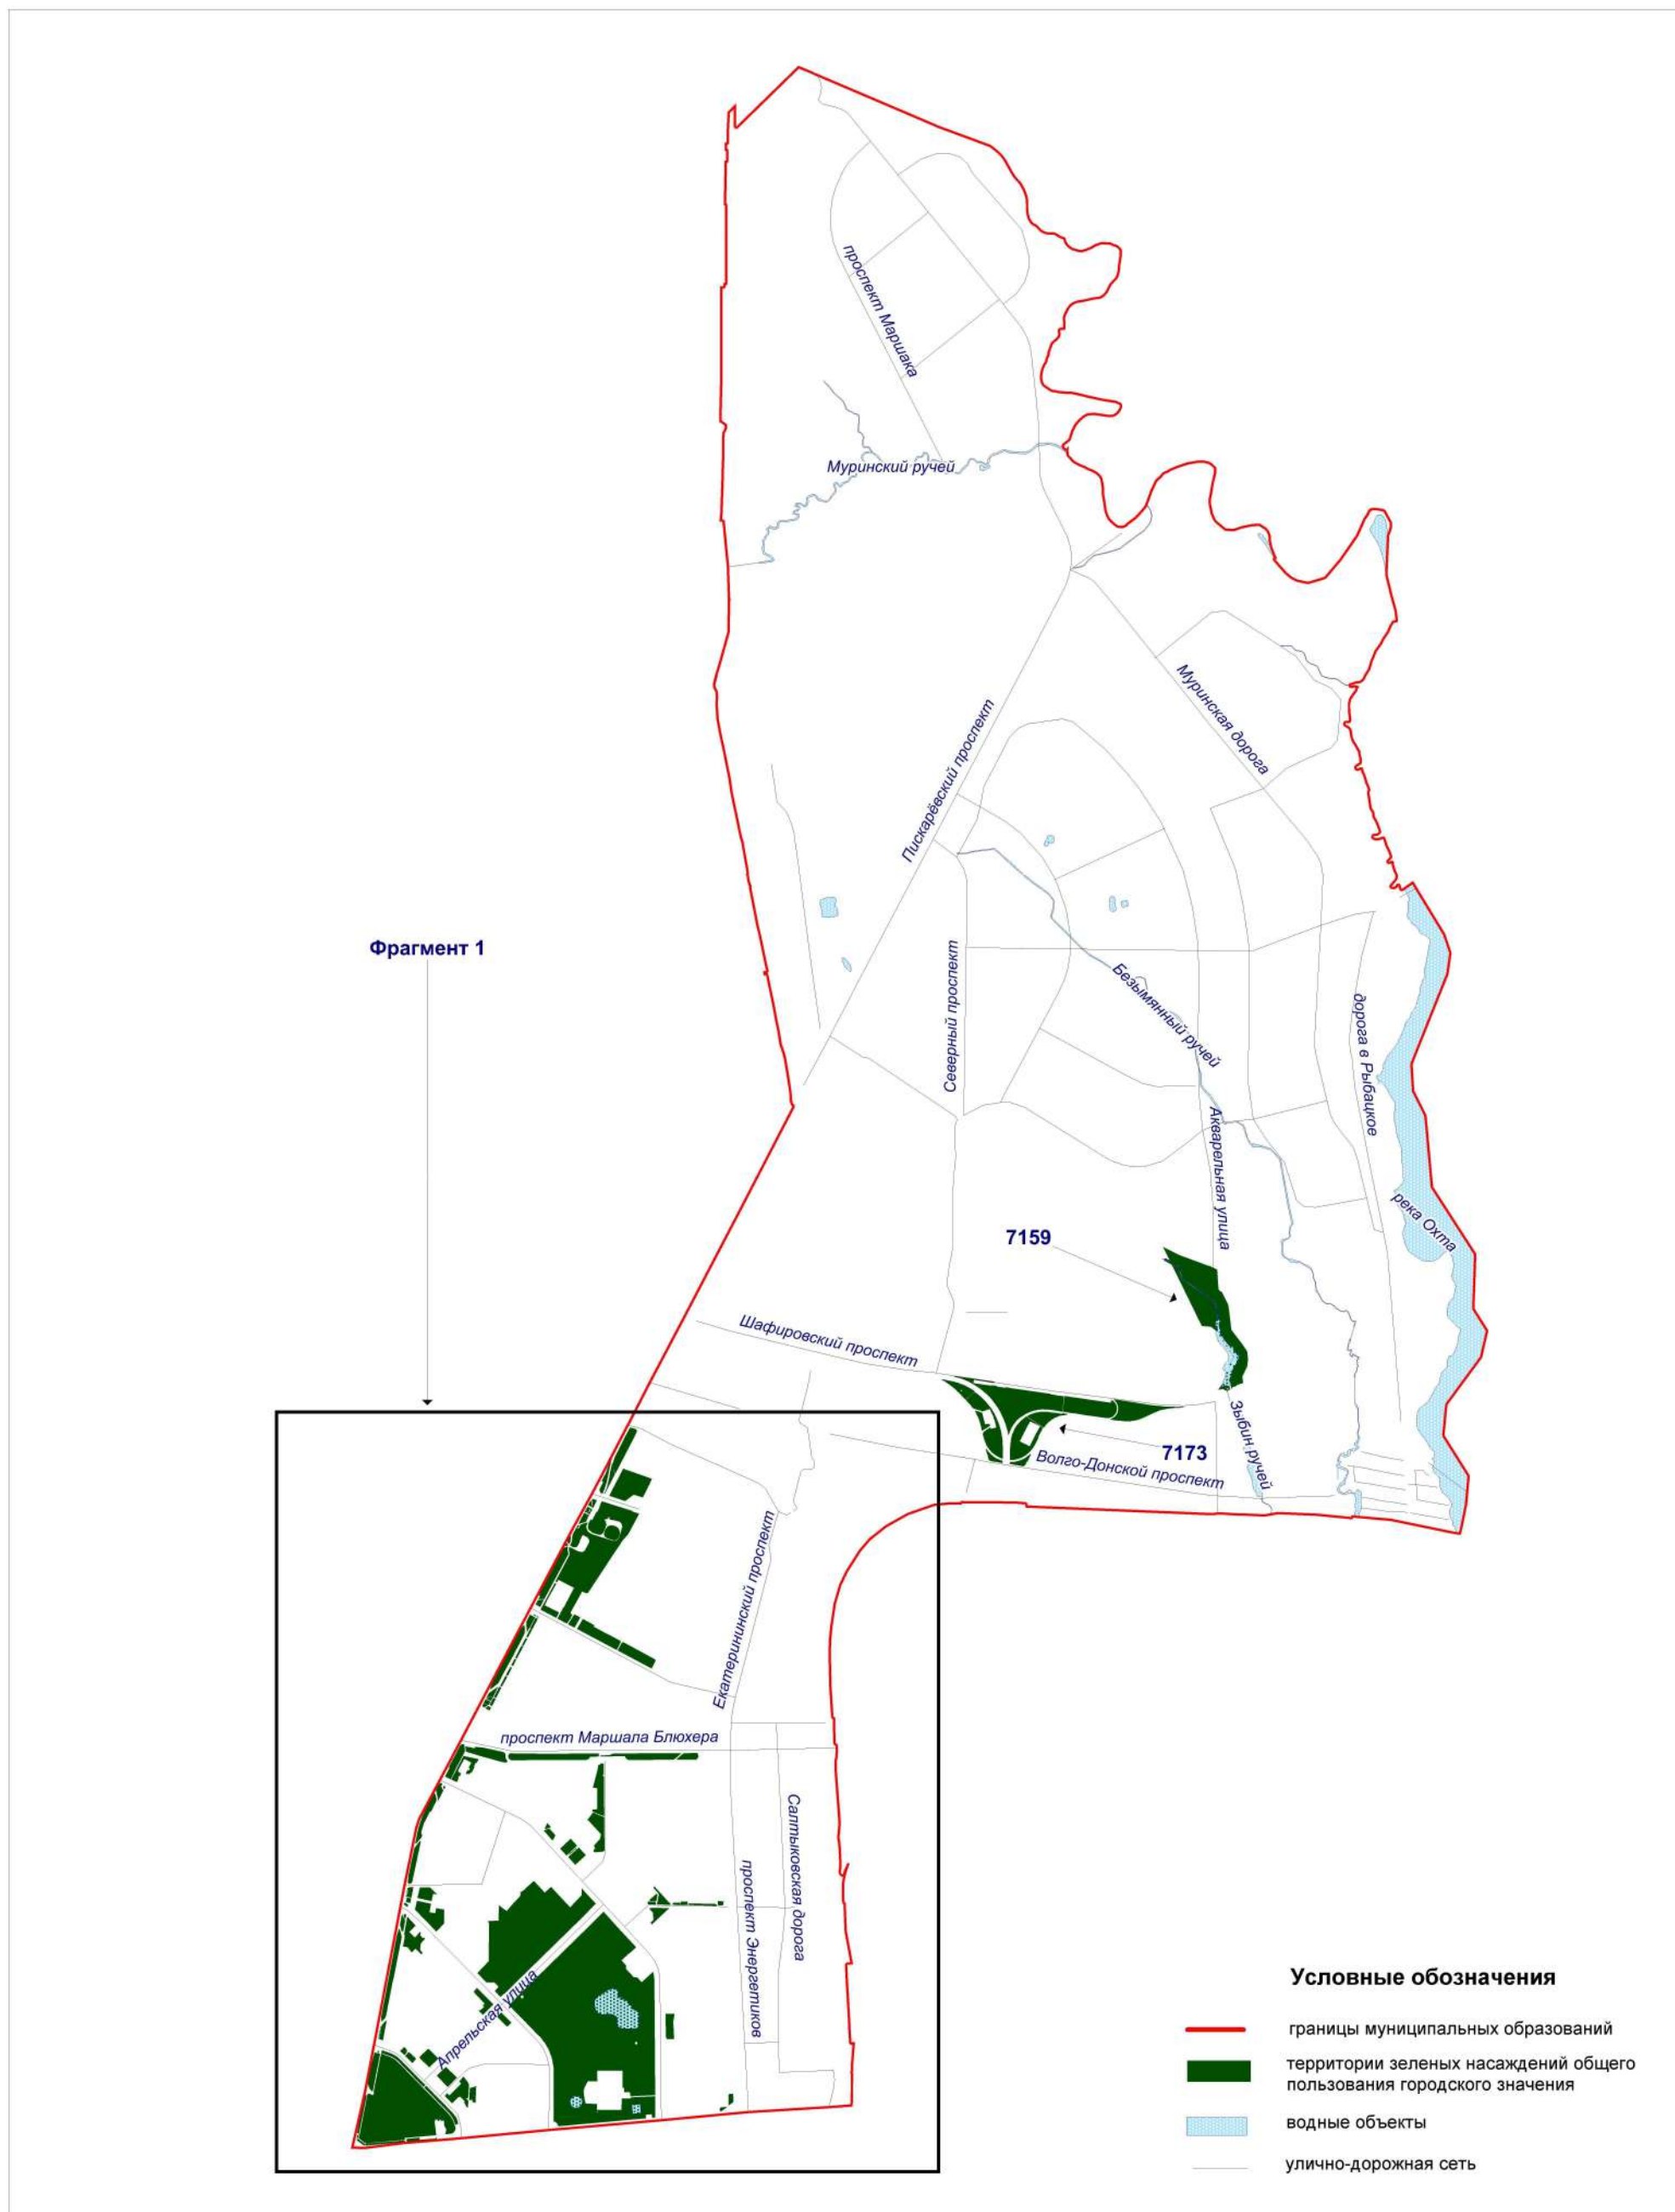 проспект Маршака
Муринский ручей
Муринская дорога
Пискарёвский проспект
Фрагмент 1
Северный проспект
Безымянный ручей
дорога в Рыбацкое
Акварельная улица
река Охта
7159
Шафировский проспект
7173
Зыбин ручей
Волго-Донской проспект
Екатерининский проспект
проспект Маршала Блюхера
Салтыковская дорога
проспект Энергетиков
Апрельская улица
Условные обозначения
границы муниципальных образований
территории зеленых насаждений общего
пользования городского значения
водные объекты
улично-дорожная сеть